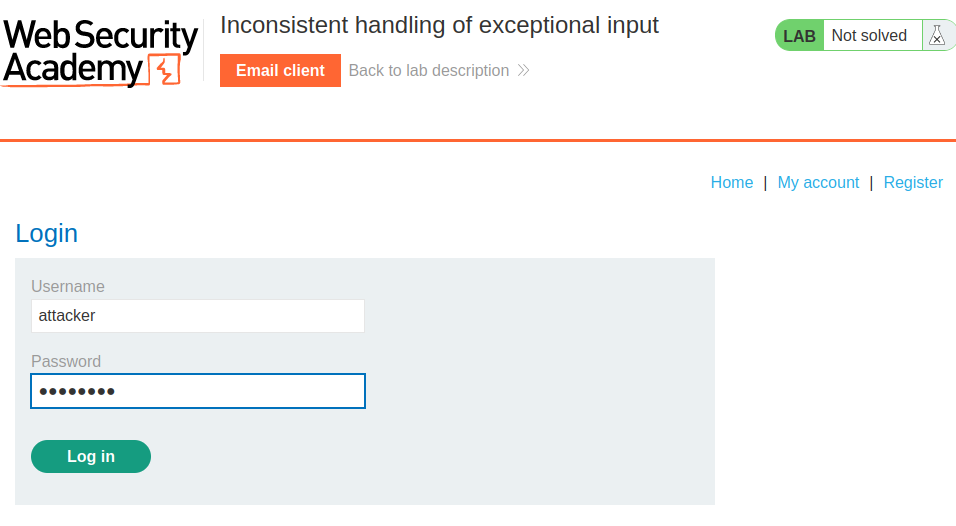 Web Security
Academy
Inconsistent handling of exceptional input
Email client
Back to lab description
LAB
Not solved
Home | My account | Register
Login
Username
attacker
Password
••••••••
Log in